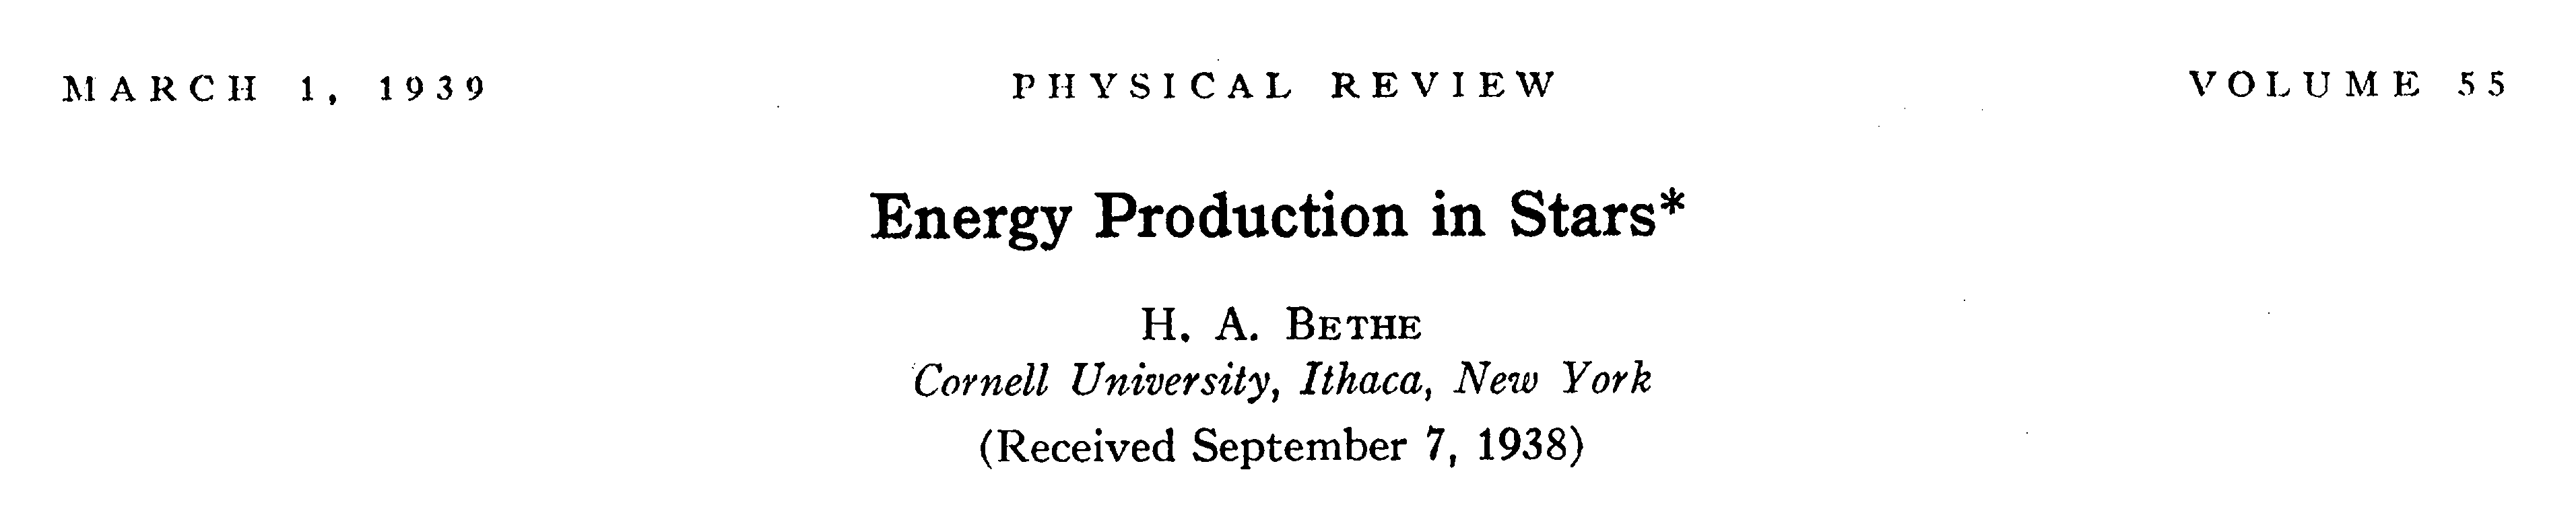 MARCH 1, 1939 PHYSICAL REVIEW VOLUME 55
Energy Production in Stars*
H. A. BETHE
Cornell University, Ithaca, New York
(Received September 7, 1938)